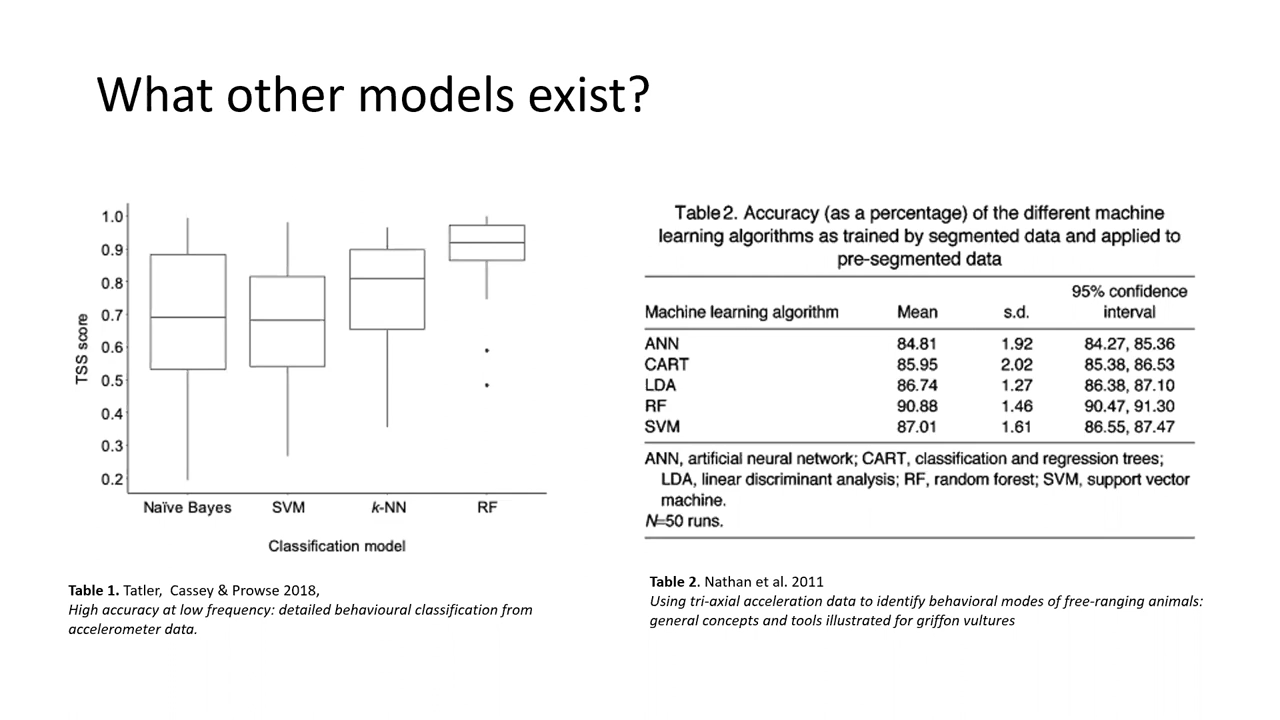 What other models exist?
1.0
0.9
0.8
0.7
0.6
0.5
0.4
0.3
0.2
TSS score
Naïve Bayes SVM k-NN RF
Classification model
Table 1. Tatler, Cassey & Prowse 2018,
High accuracy at low frequency: detailed behavioural classification from
accelerometer data.
Table 2. Accuracy (as a percentage) of the different machine
learning algorithms as trained by segmented data and applied to
pre-segmented data
95% confidence
Machine learning algorithm Mean s.d. interval
ANN 84.81 1.92 84.27, 85.36
CART 85.95 2.02 85.38, 86.53
LDA 86.74 1.27 86.38, 87.10
RF 90.88 1.46 90.47, 91.30
SVM 87.01 1.61 86.55, 87.47
ANN, artificial neural network; CART, classification and regression trees;
LDA, linear discriminant analysis; RF, random forest; SVM, support vector
machine.
N=50 runs.
Table 2. Nathan et al. 2011
Using tri-axial acceleration data to identify behavioral modes of free-ranging animals:
general concepts and tools illustrated for griffon vultures